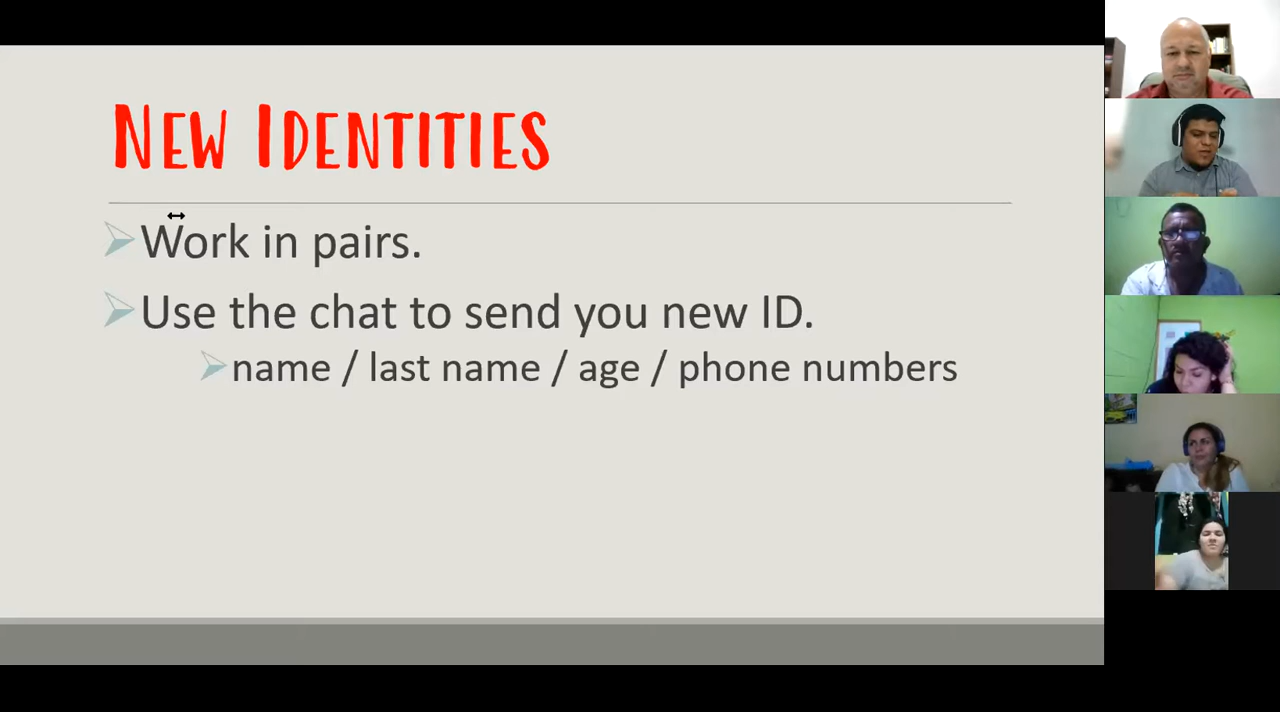 New Identities
Work in pairs.
Use the chat to send you new ID.
name / last name / age / phone numbers